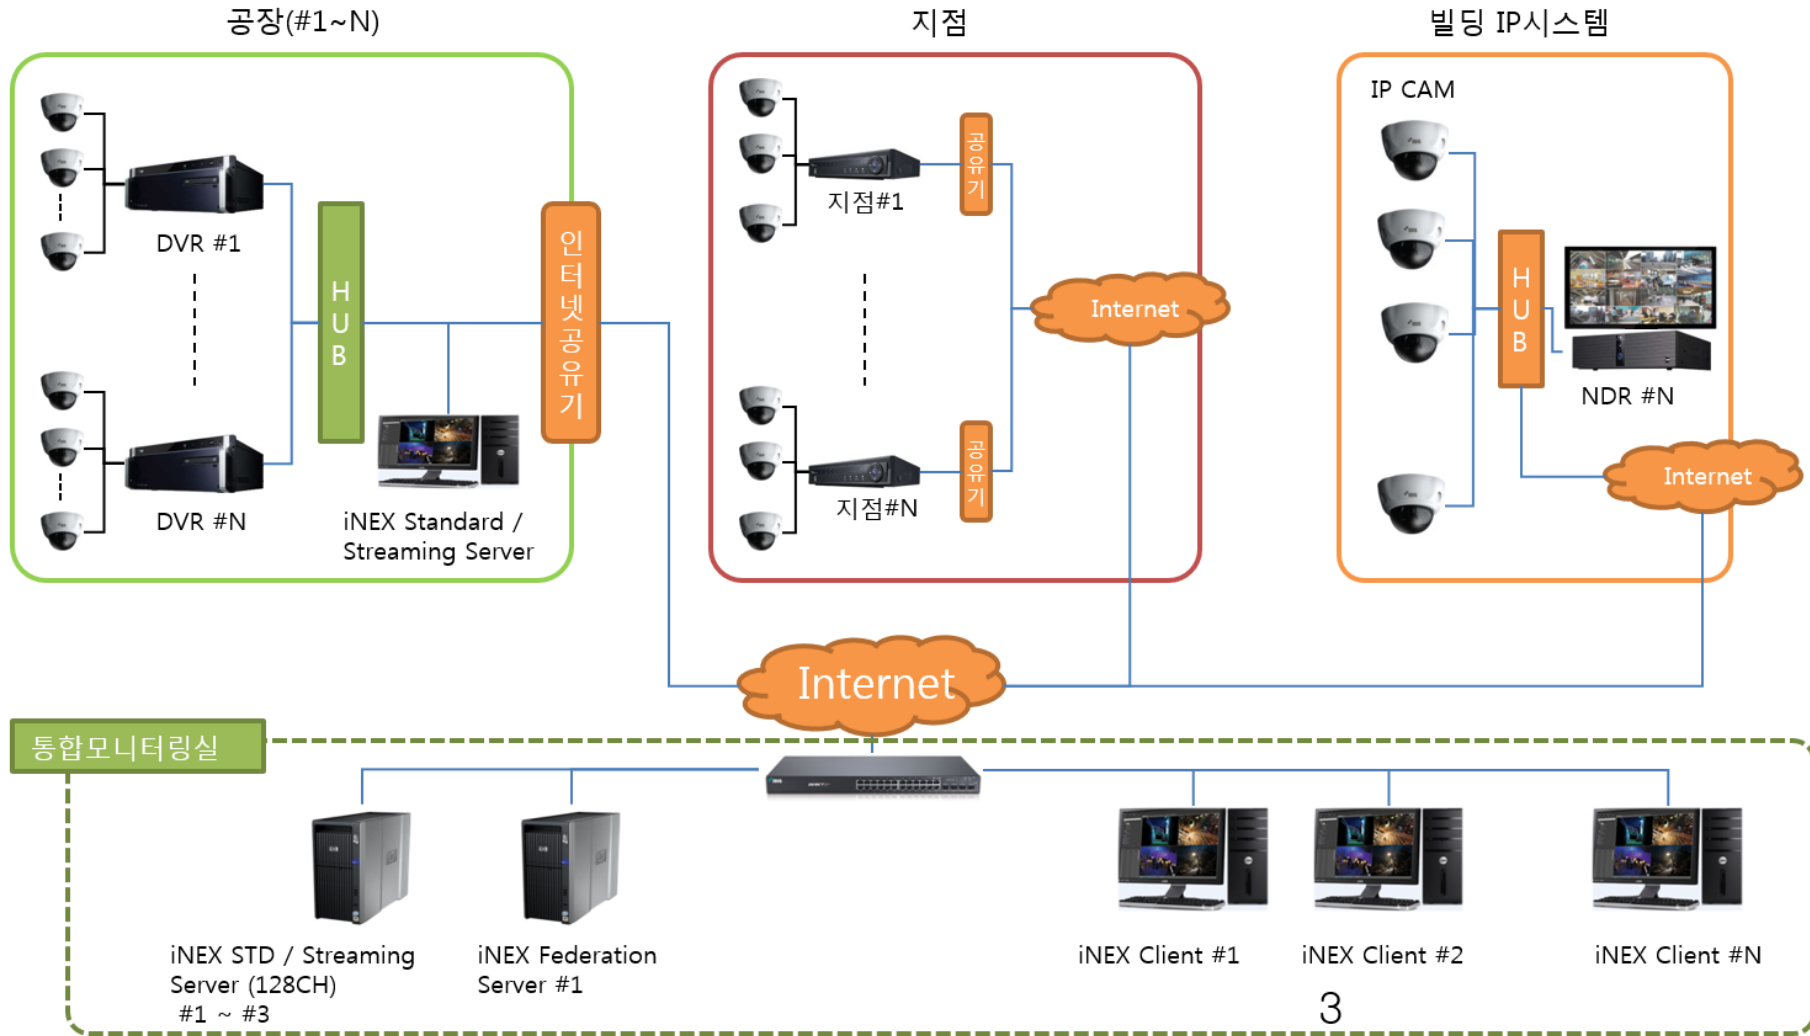 공장(#1~N)
지점
빌딩 IP시스템
DVR #1
DVR #N
HUB
인터넷공유기
iNEX Standard /
Streaming Server
지점#1
공유기
지점#N
공유기
Internet
IP CAM
HUB
NDR #N
Internet
Internet
통합모니터링실
iNEX STD / Streaming
Server (128CH)
#1 ~ #3
iNEX Federation
Server #1
iNEX Client #1
iNEX Client #2
iNEX Client #N
3